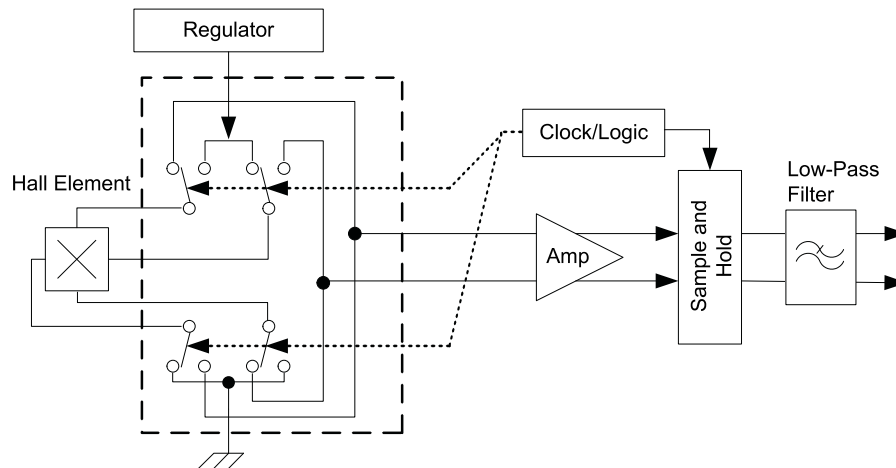 Regulator
Clock/Logic
Hall Element
Low-Pass
Filter
Amp
Sample and
Hold